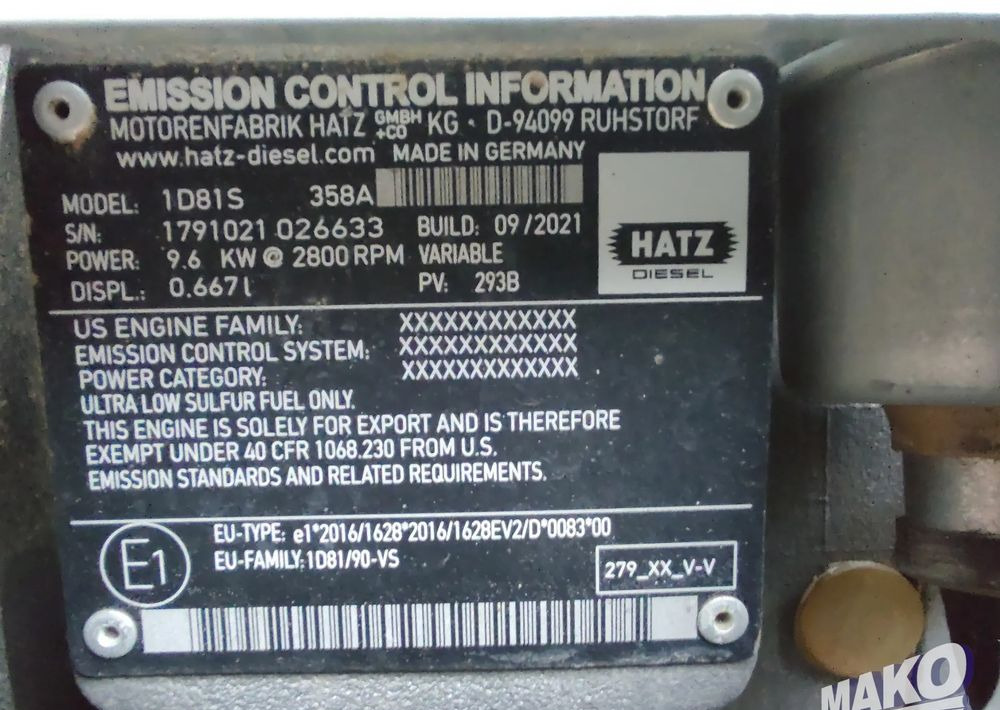 EMISSION CONTROL INFORMATION
MOTORENFABRIK HATZ GMBH +CO KG · D-94099 RUHSTORF
www.hatz-diesel.com MADE IN GERMANY
MODEL: 1D81S 358A
S/N: 1791021 026633 BUILD: 09/2021
POWER: 9.6 KW @ 2800 RPM VARIABLE
DISPL.: 0.667l PV: 293B
HATZ
DIESEL
US ENGINE FAMILY: XXXXXXXXXXXX
EMISSION CONTROL SYSTEM: XXXXXXXXXXXX
POWER CATEGORY: XXXXXXXXXXXX
ULTRA LOW SULFUR FUEL ONLY.
THIS ENGINE IS SOLELY FOR EXPORT AND IS THEREFORE
EXEMPT UNDER 40 CFR 1068.230 FROM U.S.
EMISSION STANDARDS AND RELATED REQUIREMENTS.
E1
EU-TYPE: e1*2016/1628*2016/1628EV2/D*0083*00
EU-FAMILY:1D81/90-VS
279_XX_V-V
MAKO